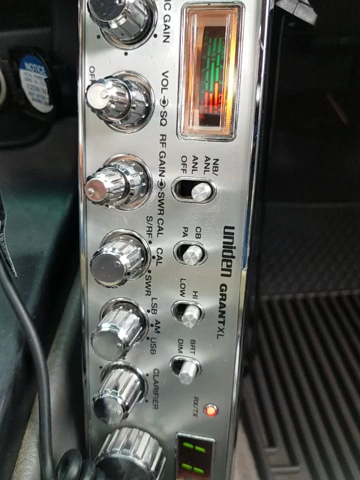 MIC GAIN
OFF
VOL SQ
RF GAIN SWR CAL
S/RF CAL SWR
LSB AM USB
CLARIFIER
NB/
ANL
ANL
OFF
CB
PA
HI
LOW
BRT
DIM
uniden GRANT XL
RX/TX
NOTICE